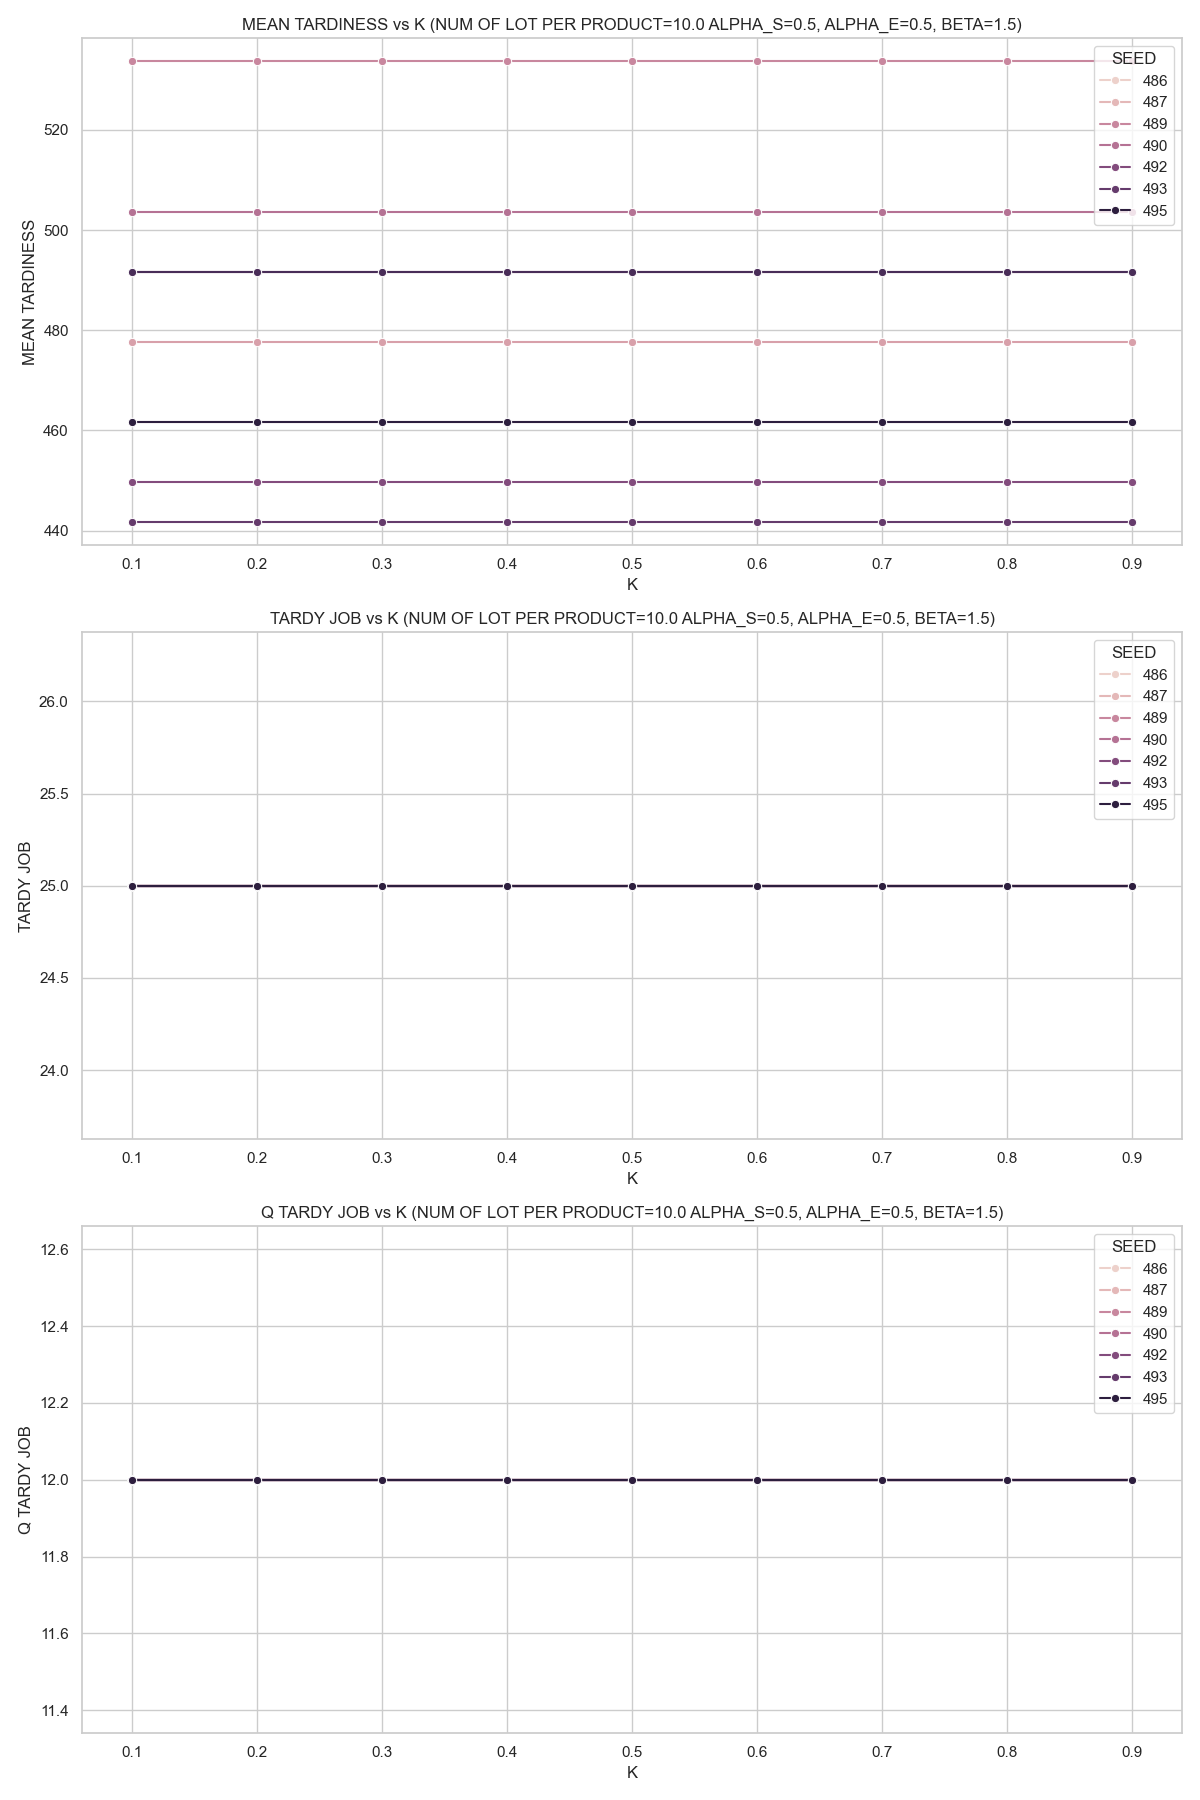 MEAN TARDINESS vs K (NUM OF LOT PER PRODUCT=10.0 ALPHA_S=0.5, ALPHA_E=0.5, BETA=1.5)
SEED
486
487
489
490
492
493
495
520
500
480
460
440
MEAN TARDINESS
0.1 0.2 0.3 0.4 0.5 0.6 0.7 0.8 0.9
K
TARDY JOB vs K (NUM OF LOT PER PRODUCT=10.0 ALPHA_S=0.5, ALPHA_E=0.5, BETA=1.5)
SEED
486
487
489
490
492
493
495
26.0
25.5
25.0
24.5
24.0
TARDY JOB
0.1 0.2 0.3 0.4 0.5 0.6 0.7 0.8 0.9
K
Q TARDY JOB vs K (NUM OF LOT PER PRODUCT=10.0 ALPHA_S=0.5, ALPHA_E=0.5, BETA=1.5)
SEED
486
487
489
490
492
493
495
12.6
12.4
12.2
12.0
11.8
11.6
11.4
Q TARDY JOB
0.1 0.2 0.3 0.4 0.5 0.6 0.7 0.8 0.9
K